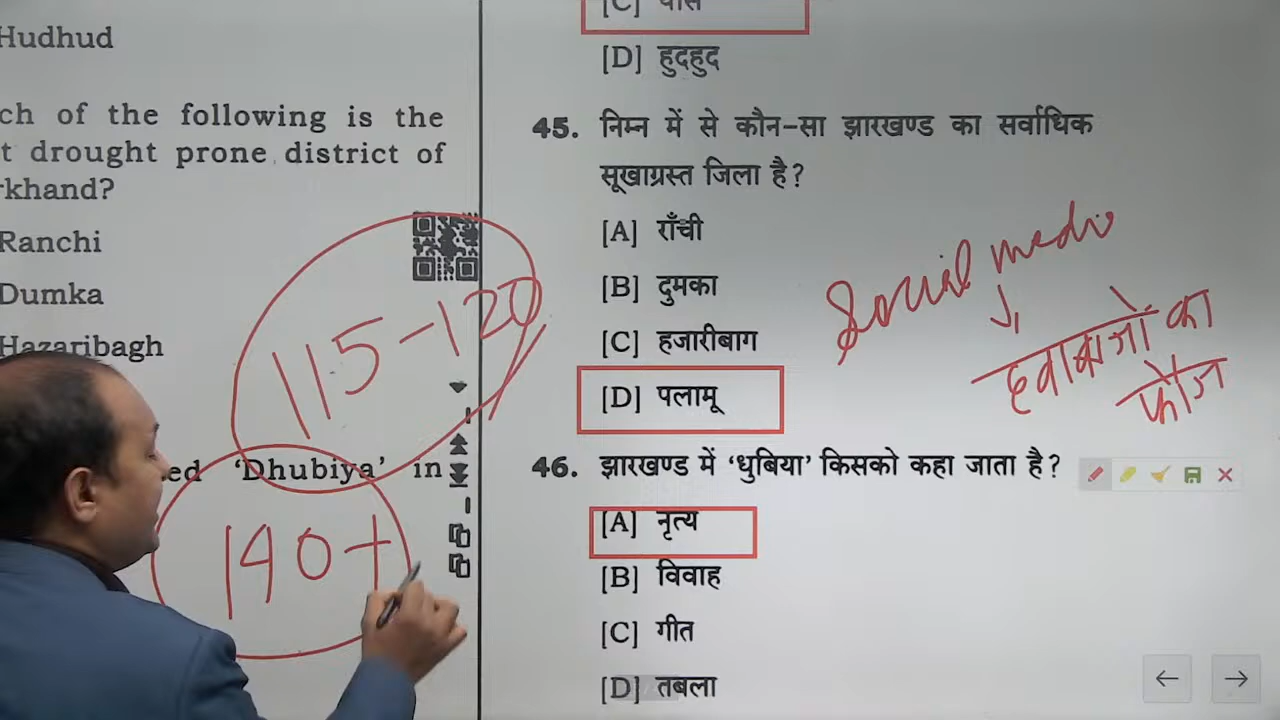 Hudhud
ch of the following is the
t drought prone district of
rkhand?
Ranchi
Dumka
Hazaribagh
ed 'Dhubiya' in
115-120
140+
[D] हुदहुद
45. निम्न में से कौन-सा झारखण्ड का सर्वाधिक
सूखाग्रस्त जिला है?
[A] राँची
[B] दुमका
[C] हजारीबाग
[D] पलामू
Social media
हवाबाजों का
फौज
46. झारखण्ड में ‘धुबिया’ किसको कहा जाता है?
[A] नृत्य
[B] विवाह
[C] गीत
[D] तबला